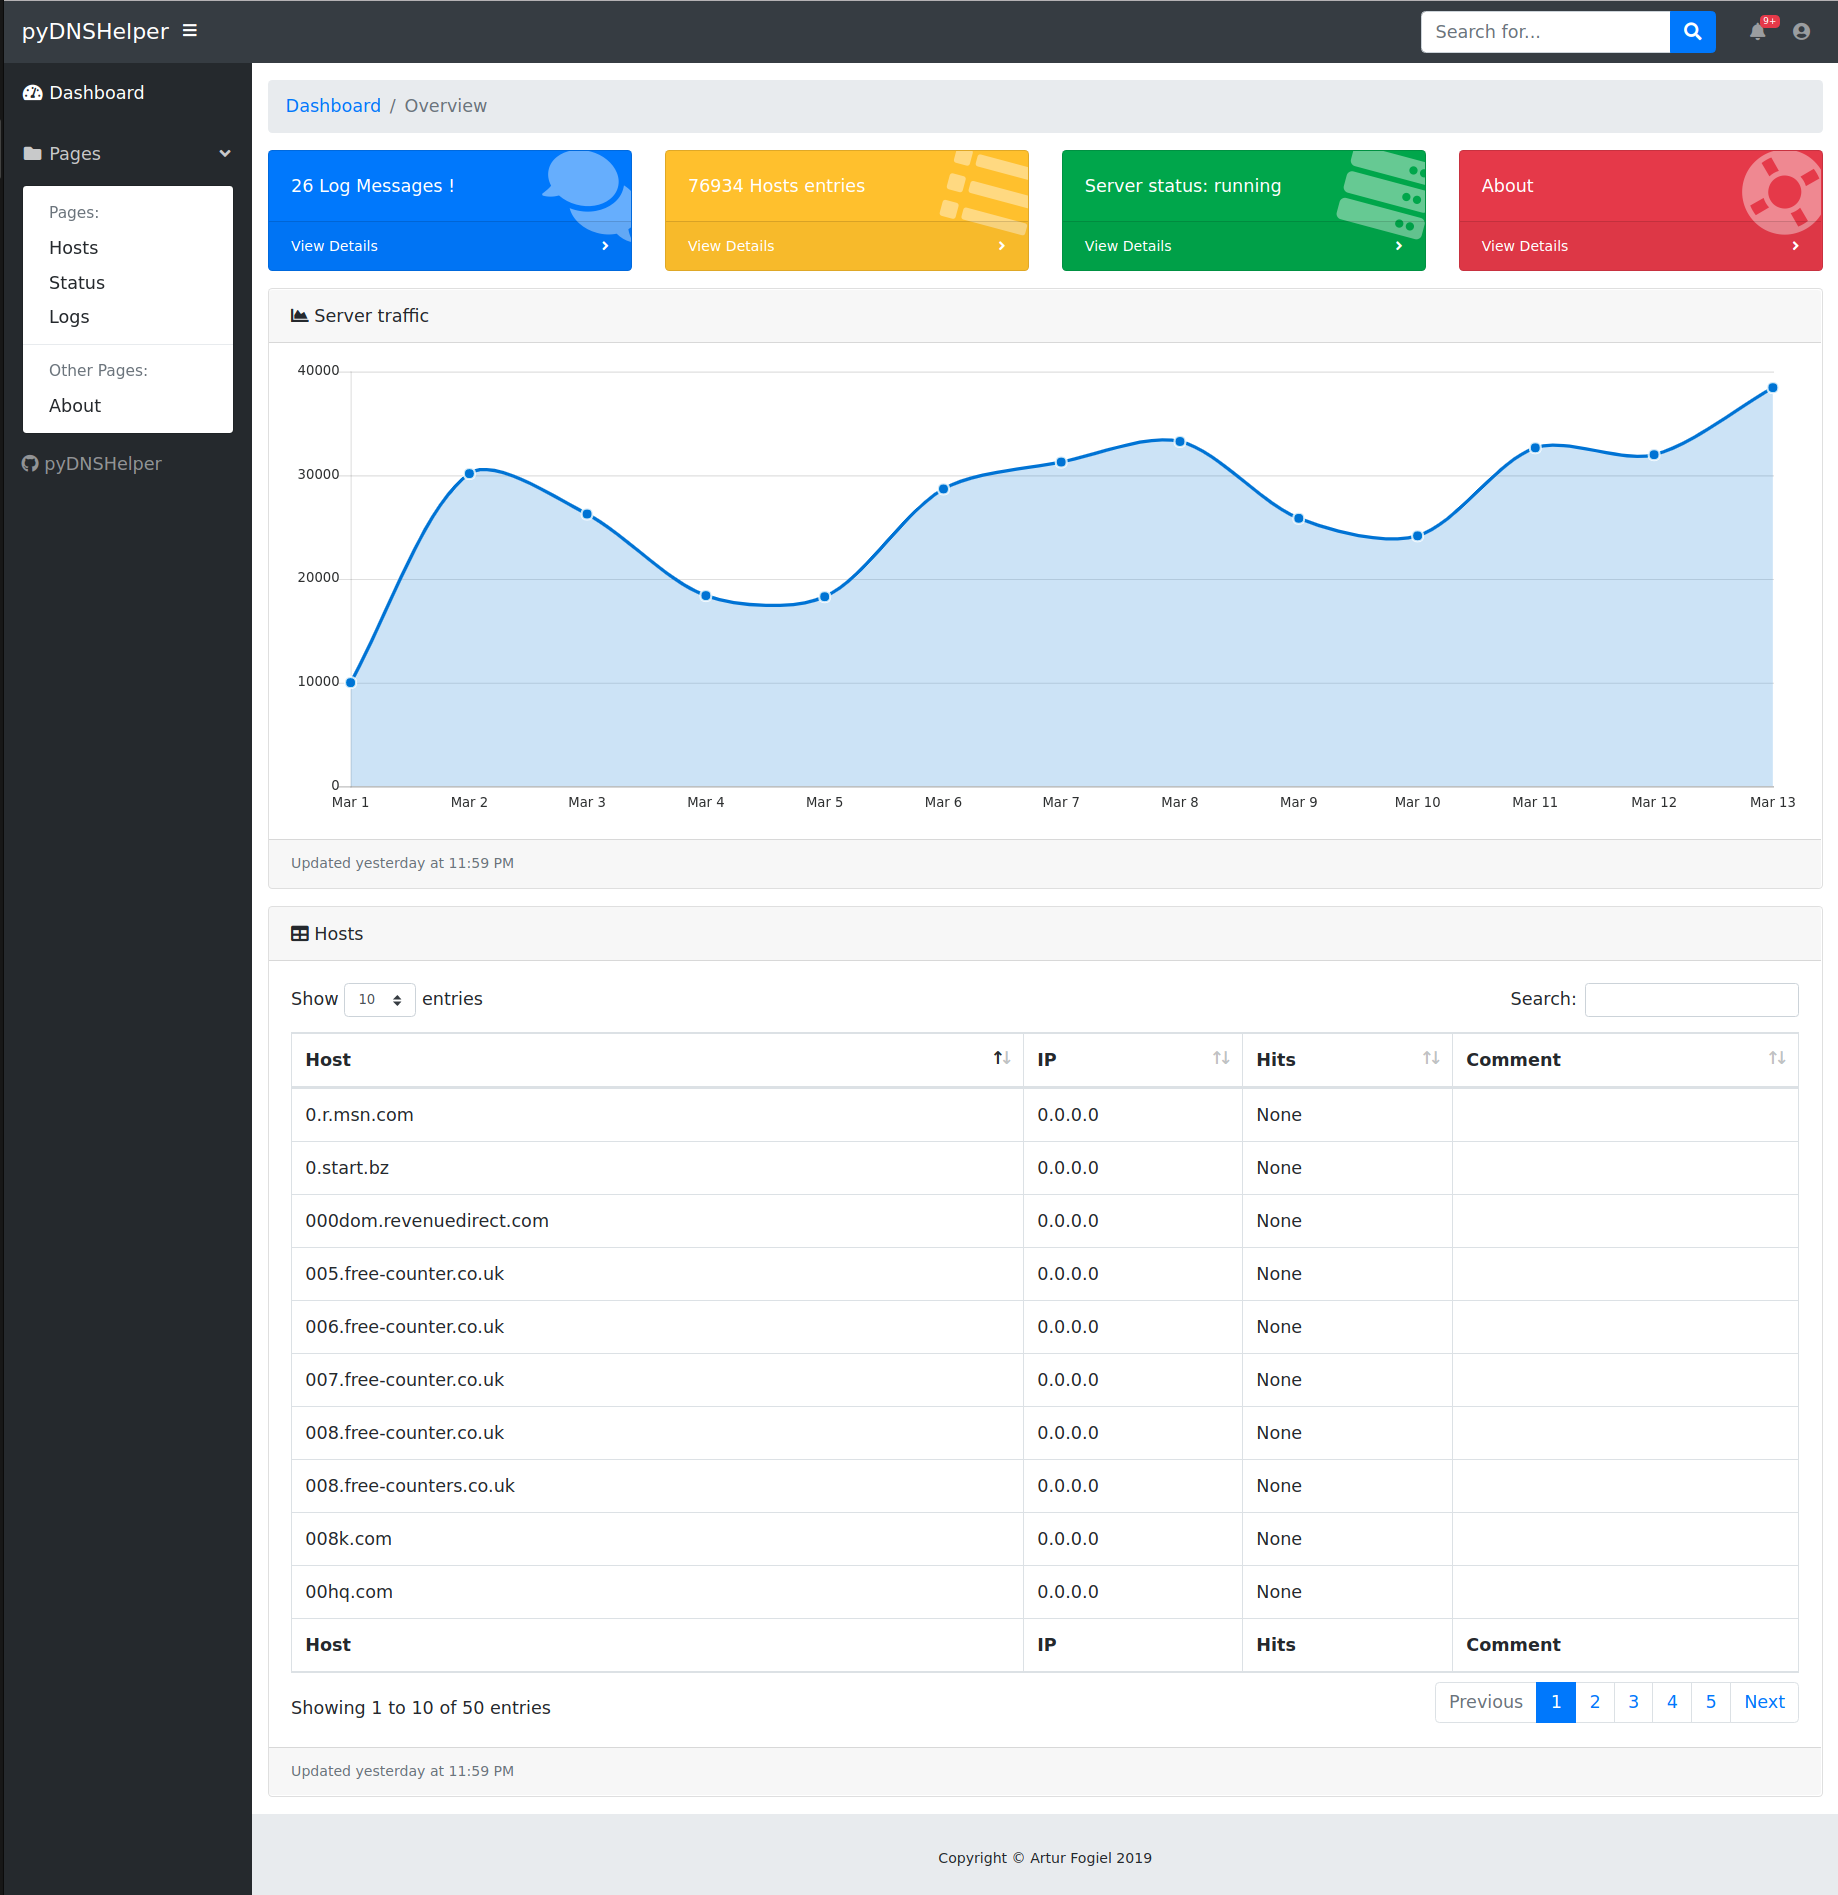 pyDNSHelper
Search for...
9+
Dashboard
Pages
Pages:
Hosts
Status
Logs
Other Pages:
About
pyDNSHelper
Dashboard / Overview
26 Log Messages !
View Details
76934 Hosts entries
View Details
Server status: running
View Details
About
View Details
Server traffic
40000
30000
20000
10000
0
Mar 1 Mar 2 Mar 3 Mar 4 Mar 5 Mar 6 Mar 7 Mar 8 Mar 9 Mar 10 Mar 11 Mar 12 Mar 13
Updated yesterday at 11:59 PM
Hosts
Show 10 entries Search:
Host IP Hits Comment
0.r.msn.com 0.0.0.0 None
0.start.bz 0.0.0.0 None
000dom.revenuedirect.com 0.0.0.0 None
005.free-counter.co.uk 0.0.0.0 None
006.free-counter.co.uk 0.0.0.0 None
007.free-counter.co.uk 0.0.0.0 None
008.free-counter.co.uk 0.0.0.0 None
008.free-counters.co.uk 0.0.0.0 None
008k.com 0.0.0.0 None
00hq.com 0.0.0.0 None
Host IP Hits Comment
Showing 1 to 10 of 50 entries Previous 1 2 3 4 5 Next
Updated yesterday at 11:59 PM
Copyright © Artur Fogiel 2019